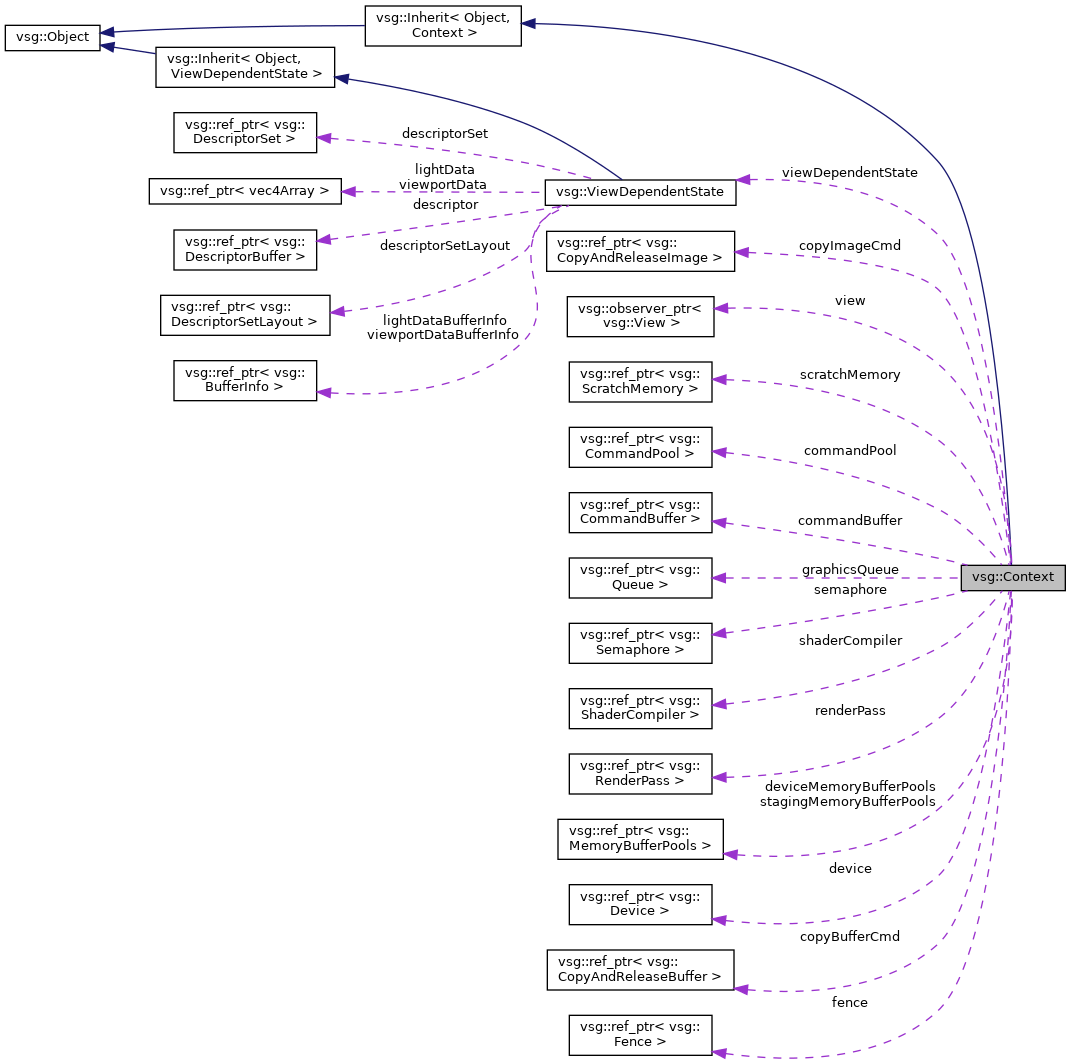 vsg::Inherit< Object,
Context >
vsg::Object
vsg::Inherit< Object,
ViewDependentState >
vsg::ref_ptr< vsg::
DescriptorSet >
descriptorSet
viewDependentState
lightData
viewportData
vsg::ref_ptr< vec4Array >
vsg::ViewDependentState
descriptor
vsg::ref_ptr< vsg::
DescriptorBuffer >
descriptorSetLayout
vsg::ref_ptr< vsg::
CopyAndReleaseImage >
copyImageCmd
vsg::ref_ptr< vsg::
DescriptorSetLayout >
lightDataBufferInfo
viewportDataBufferInfo
vsg::observer_ptr<
vsg::View >
view
vsg::ref_ptr< vsg::
BufferInfo >
vsg::ref_ptr< vsg::
ScratchMemory >
scratchMemory
vsg::ref_ptr< vsg::
CommandPool >
commandPool
vsg::ref_ptr< vsg::
CommandBuffer >
commandBuffer
vsg::ref_ptr< vsg::
Queue >
graphicsQueue
vsg::Context
semaphore
vsg::ref_ptr< vsg::
Semaphore >
shaderCompiler
vsg::ref_ptr< vsg::
ShaderCompiler >
renderPass
vsg::ref_ptr< vsg::
RenderPass >
deviceMemoryBufferPools
stagingMemoryBufferPools
vsg::ref_ptr< vsg::
MemoryBufferPools >
device
vsg::ref_ptr< vsg::
Device >
copyBufferCmd
vsg::ref_ptr< vsg::
CopyAndReleaseBuffer >
fence
vsg::ref_ptr< vsg::
Fence >